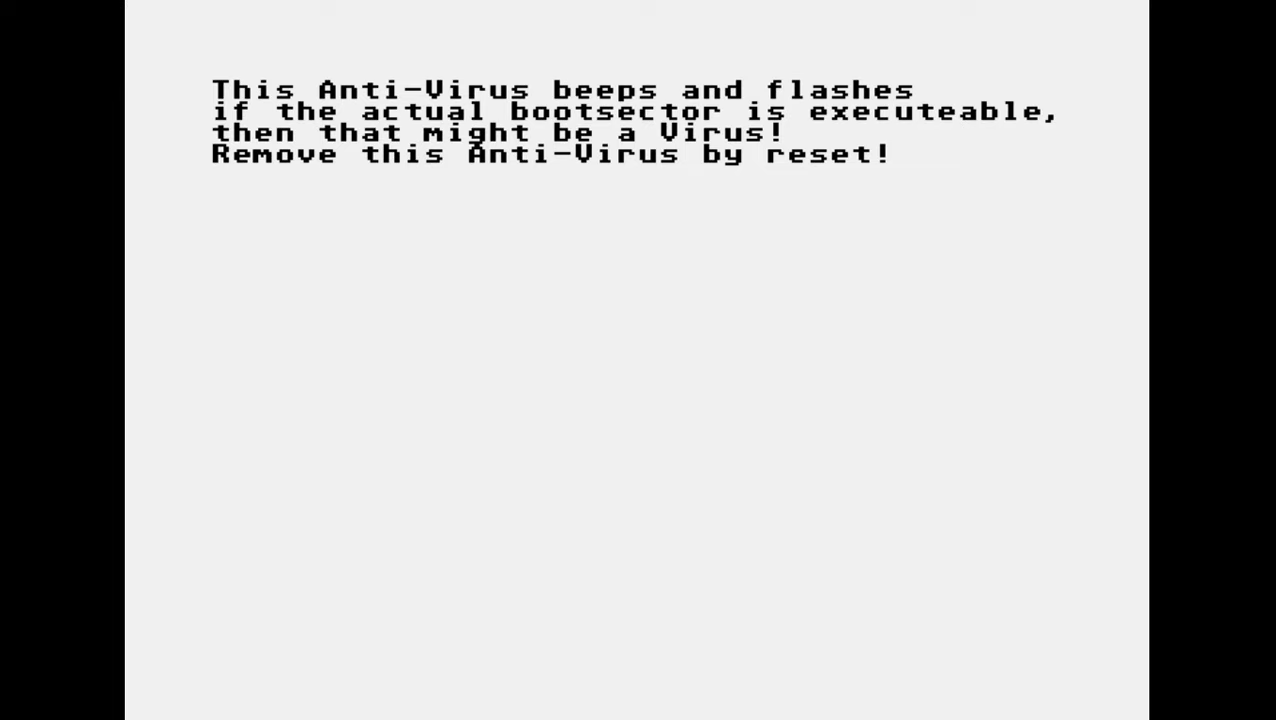 This Anti-Virus beeps and flashes
if the actual bootsector is executeable,
then that might be a Virus!
Remove this Anti-Virus by reset!